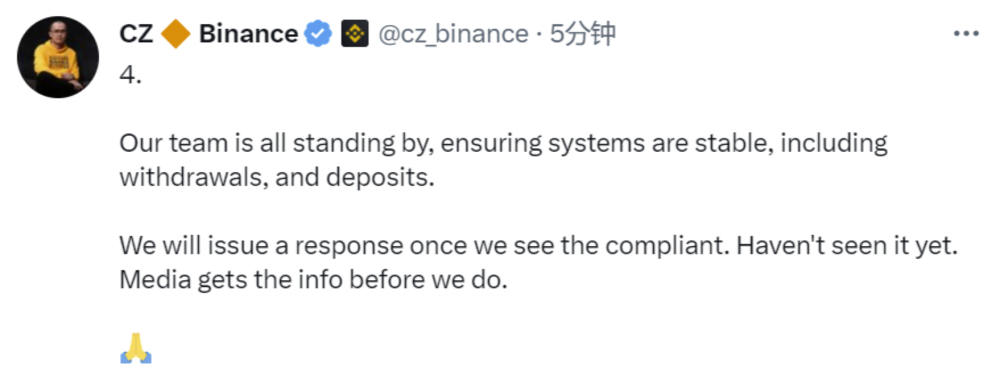 CZ 🔶 Binance @cz_binance · 5分钟
4.
Our team is all standing by, ensuring systems are stable, including
withdrawals, and deposits.
We will issue a response once we see the compliant. Haven't seen it yet.
Media gets the info before we do.
🙏